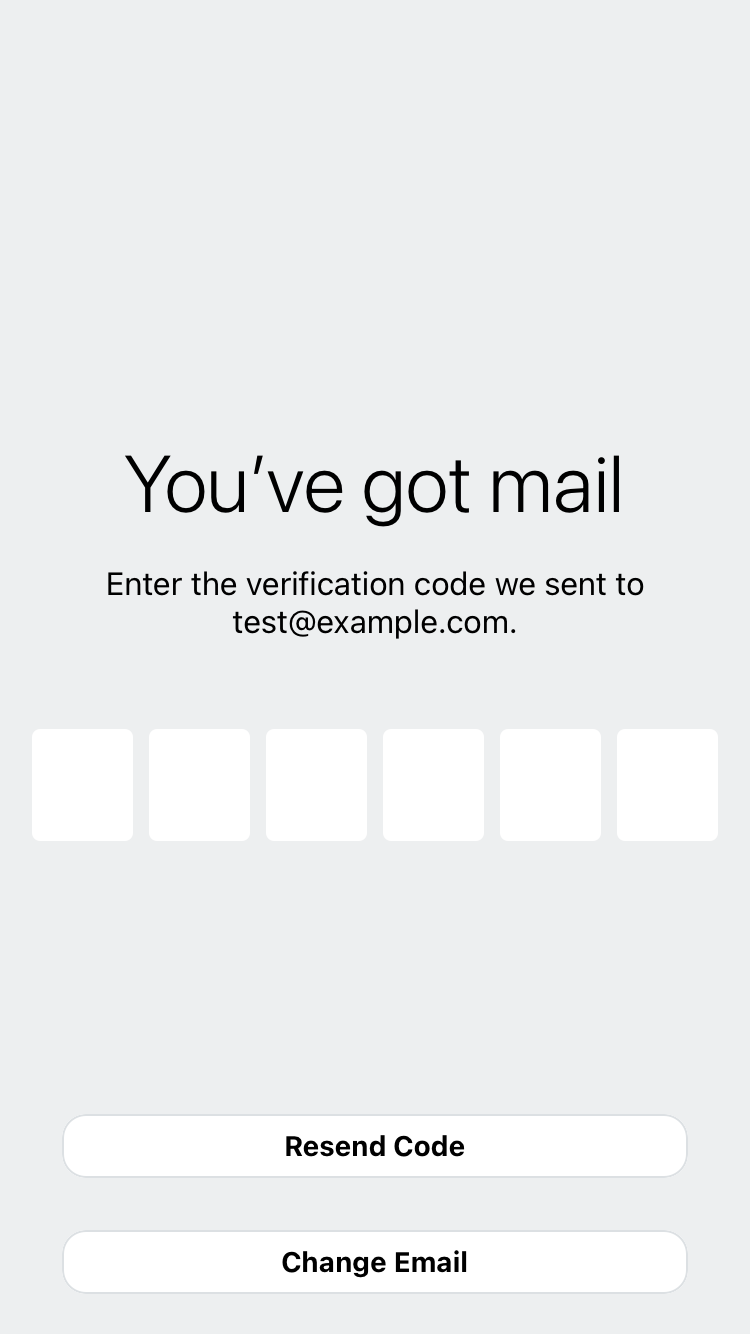 You’ve got mail
Enter the verification code we sent to
test@example.com.
Resend Code
Change Email